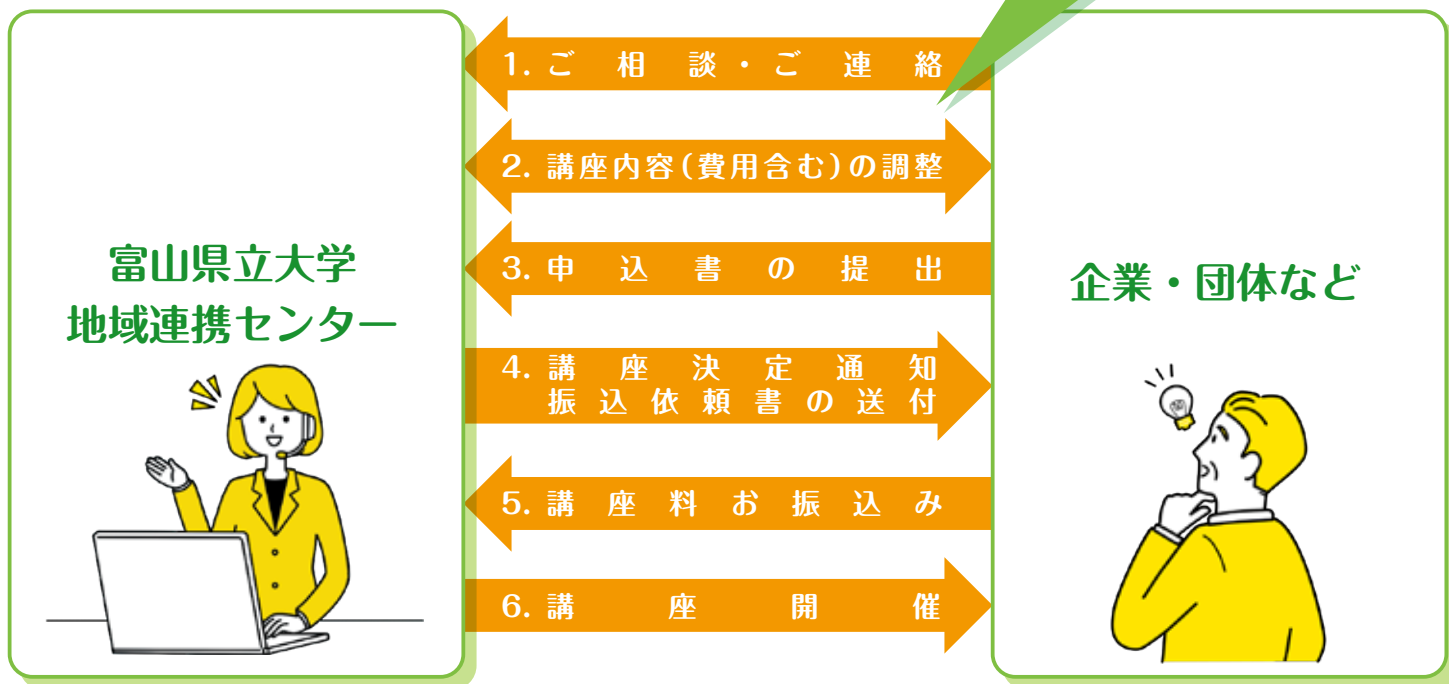 富山県立大学
地域連携センター
1. ご相談・ご連絡
2. 講座内容(費用含む)の調整
3. 申込書の提出
4. 講座決定通知
振込依頼書の送付
5. 講座料お振込み
6. 講座開催
企業・団体など